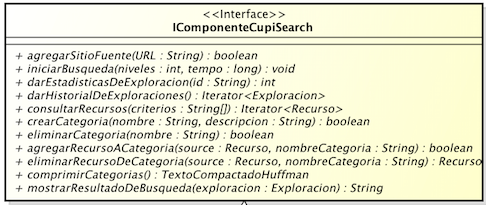 <<Interface>>
IComponenteCupiSearch
+ agregarSitioFuente(URL : String) : boolean
+ iniciarBusqueda(niveles : int, tempo : long) : void
+ darEstadisticasDeExploracion(id : String) : int
+ darHistorialDeExploraciones() : Iterator<Exploracion>
+ consultarRecursos(criterios : String[]) : Iterator<Recurso>
+ crearCategoria(nombre : String, descripcion : String) : boolean
+ eliminarCategoria(nombre : String) : boolean
+ agregarRecursoACategoria(source : Recurso, nombreCategoria : String) : boolean
+ eliminarRecursoDeCategoria(source : Recurso, nombreCategoria : String) : Recurso
+ comprimirCategorias() : TextoCompactadoHuffman
+ mostrarResultadoDeBusqueda(exploracion : Exploracion) : String